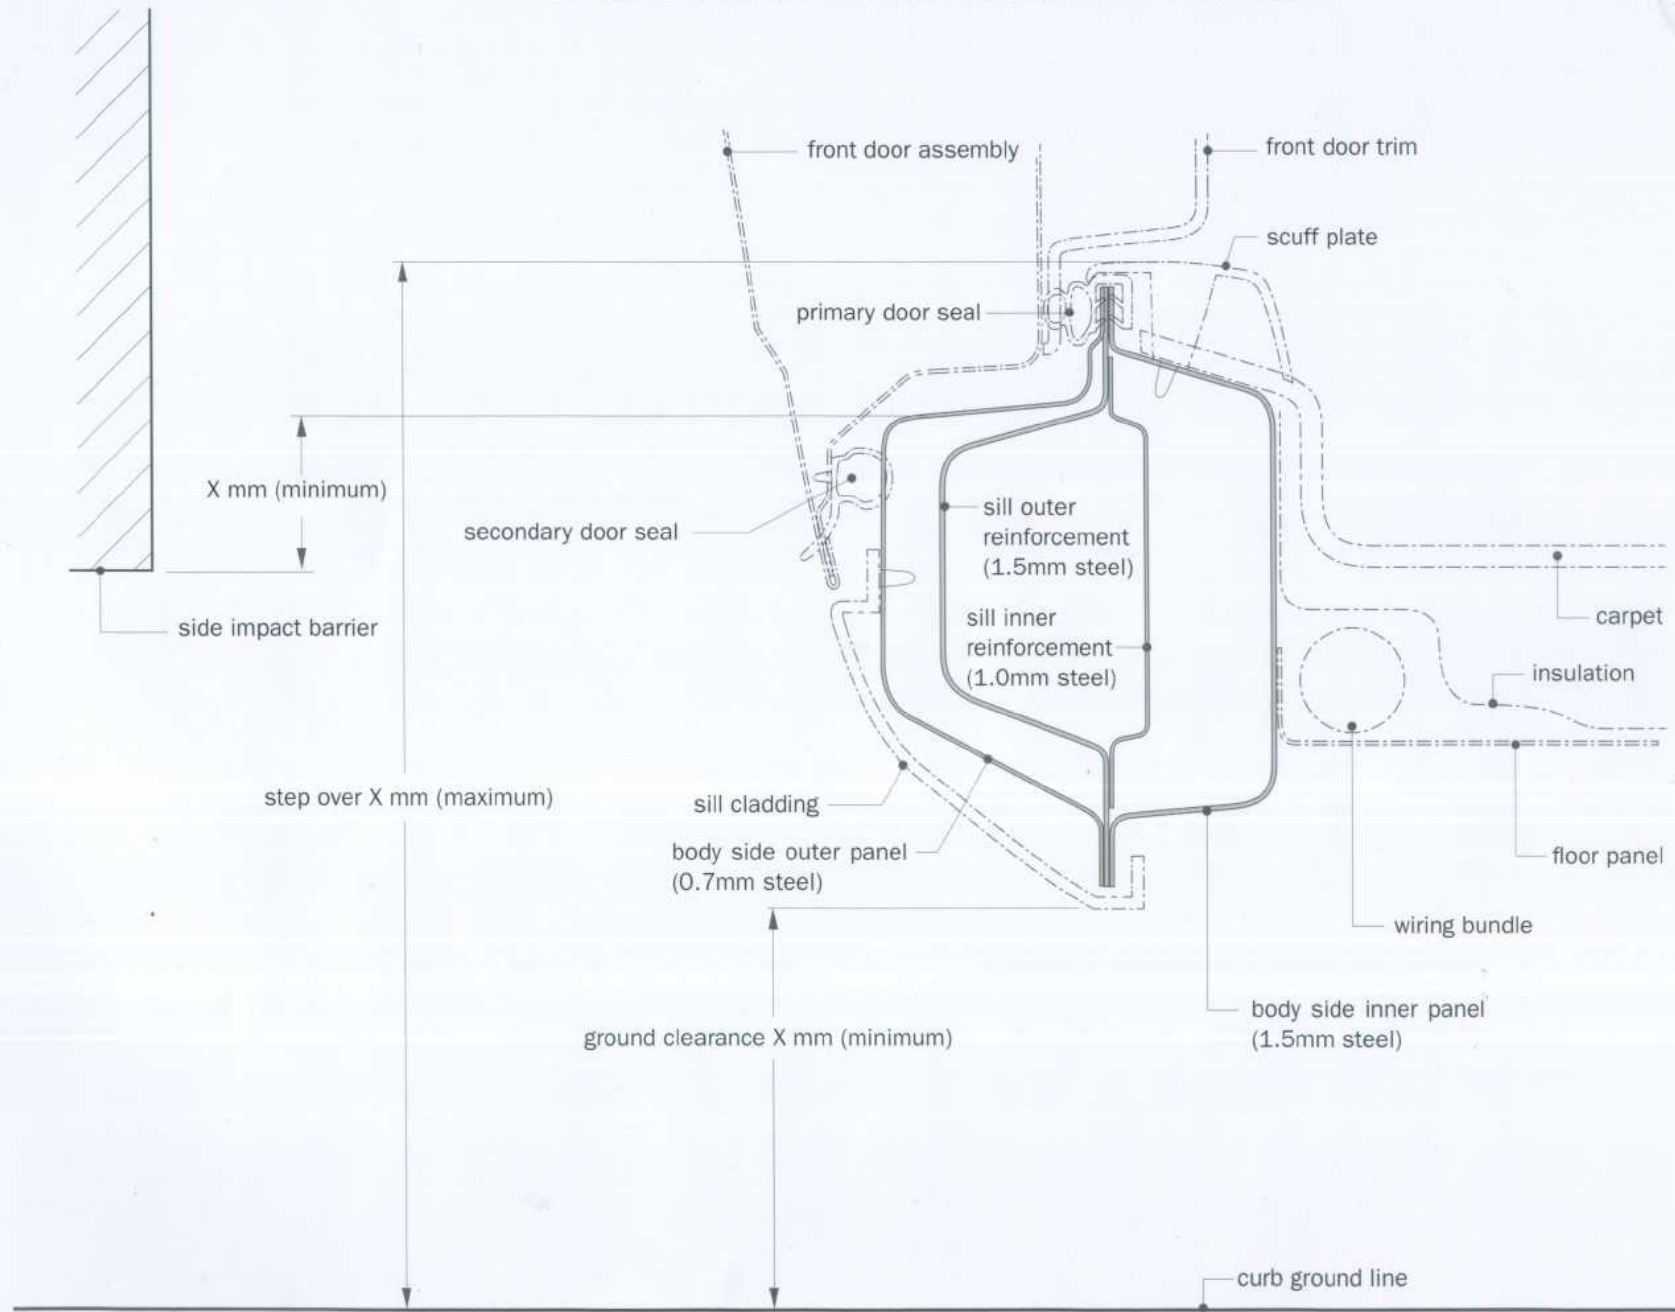 front door assembly
front door trim
scuff plate
primary door seal
X mm (minimum)
sill outer
reinforcement
(1.5mm steel)
secondary door seal
sill inner
reinforcement
(1.0mm steel)
side impact barrier
carpet
insulation
step over X mm (maximum)
sill cladding
body side outer panel
(0.7mm steel)
floor panel
wiring bundle
body side inner panel
(1.5mm steel)
ground clearance X mm (minimum)
curb ground line